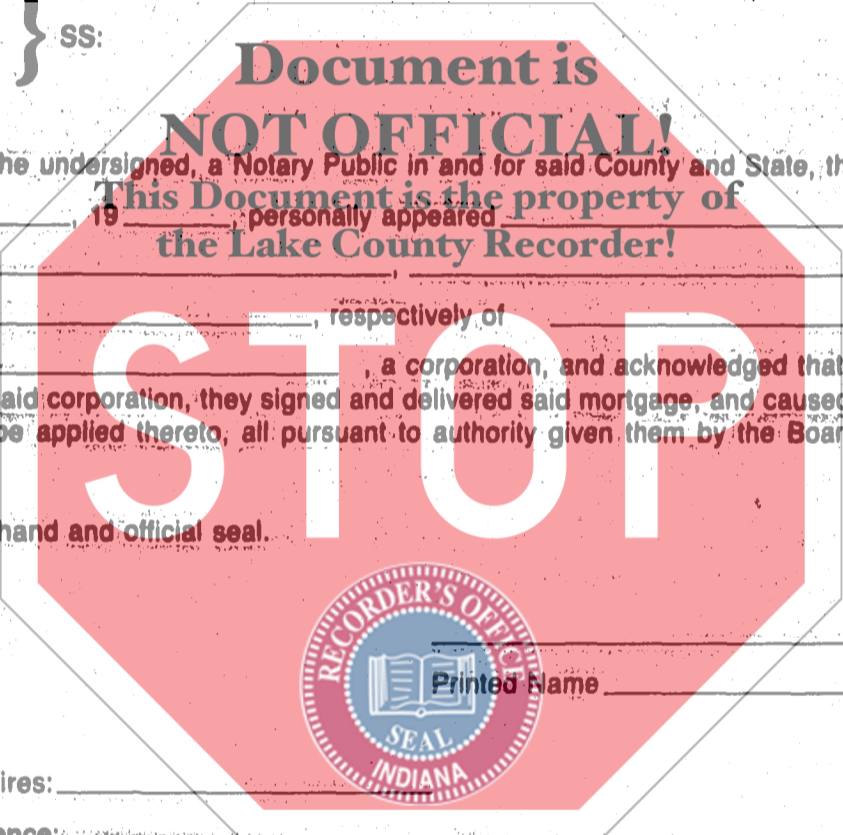 } SS:
Document is
NOT OFFICIAL!
he undersigned, a Notary Public in and for said County and State, th
This Document is the property of
, 19 , personally appeared
the Lake County Recorder!
,
, respectively of
STOP
, a corporation, and acknowledged that
aid corporation, they signed and delivered said mortgage, and caused
be applied thereto, all pursuant to authority given them by the Boar
hand and official seal.
RECORDER'S OFFICE
Printed Name
SEAL
INDIANA
ires:
ence: